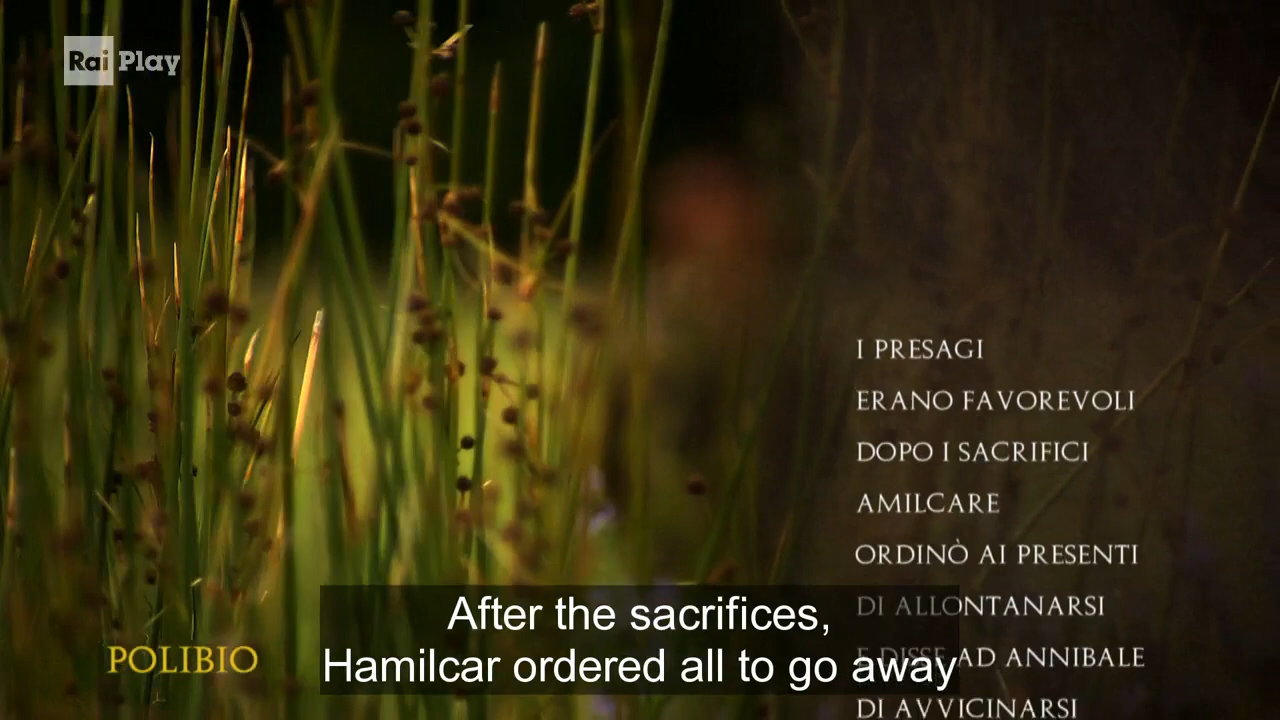 Rai Play
I PRESAGI
ERANO FAVOREVOLI
DOPO I SACRIFICI
AMILCARE
ORDINÒ AI PRESENTI
DI ALLONTANARSI
E DISSE AD ANNIBALE
DI AVVICINARSI
POLIBIO
After the sacrifices,
Hamilcar ordered all to go away